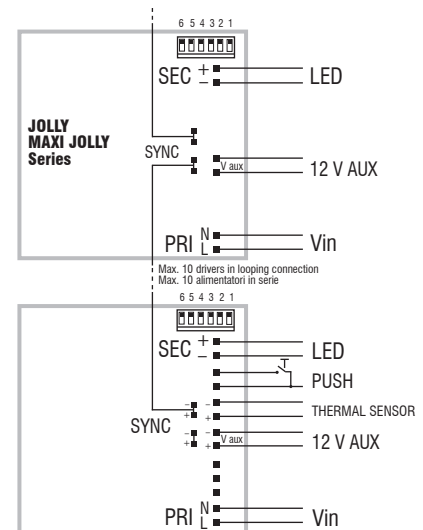 6 5 4 3 2 1
SEC + −
LED
JOLLY
MAXI JOLLY
Series
SYNC
V aux
12 V AUX
PRI N L
Vin
Max. 10 drivers in looping connection
Max. 10 alimentatori in serie
6 5 4 3 2 1
SEC + −
LED
PUSH
− −
+ +
THERMAL SENSOR
SYNC
− −
+ +
V aux
12 V AUX
PRI N L
Vin